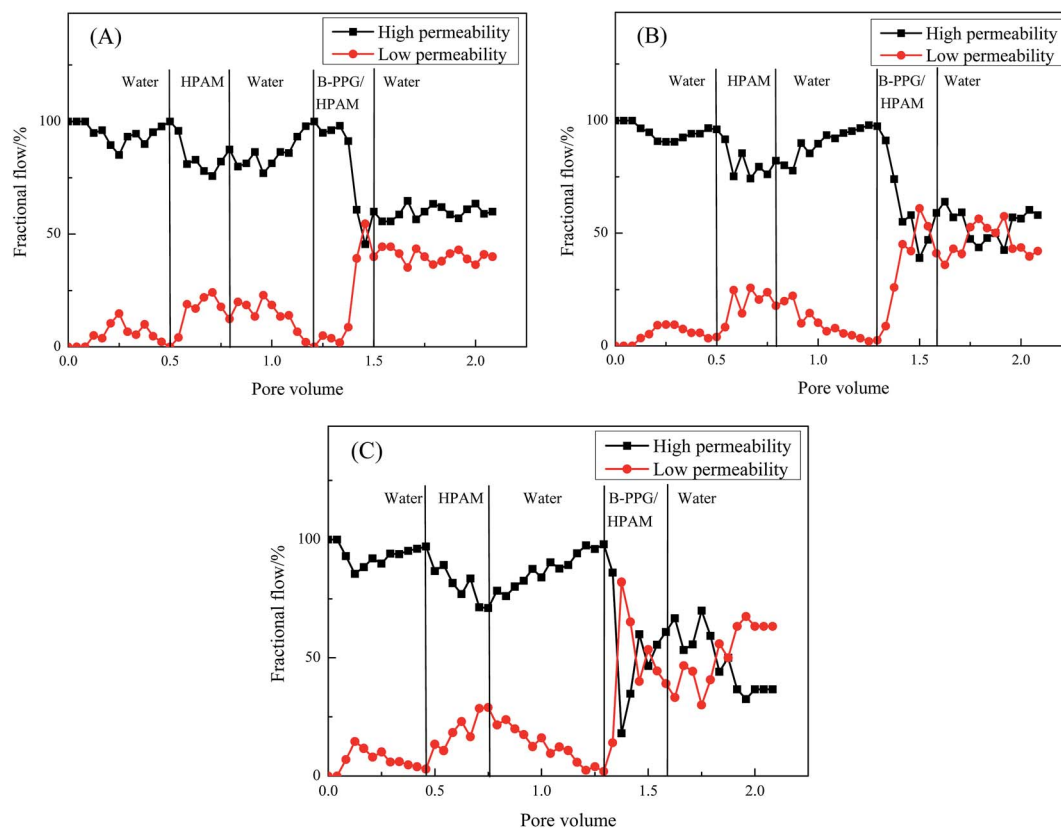 (A)
High permeability
Low permeability
Water HPAM Water B-PPG/ Water
HPAM
100
50
0
Fractional flow/%
0.0 0.5 1.0 1.5 2.0
Pore volume
(B)
High permeability
Low permeability
Water HPAM Water B-PPG/ Water
HPAM
100
50
0
Fractional flow/%
0.0 0.5 1.0 1.5 2.0
Pore volume
(C)
High permeability
Low permeability
Water HPAM Water B-PPG/ Water
HPAM
100
50
0
Fractional flow/%
0.0 0.5 1.0 1.5 2.0
Pore volume